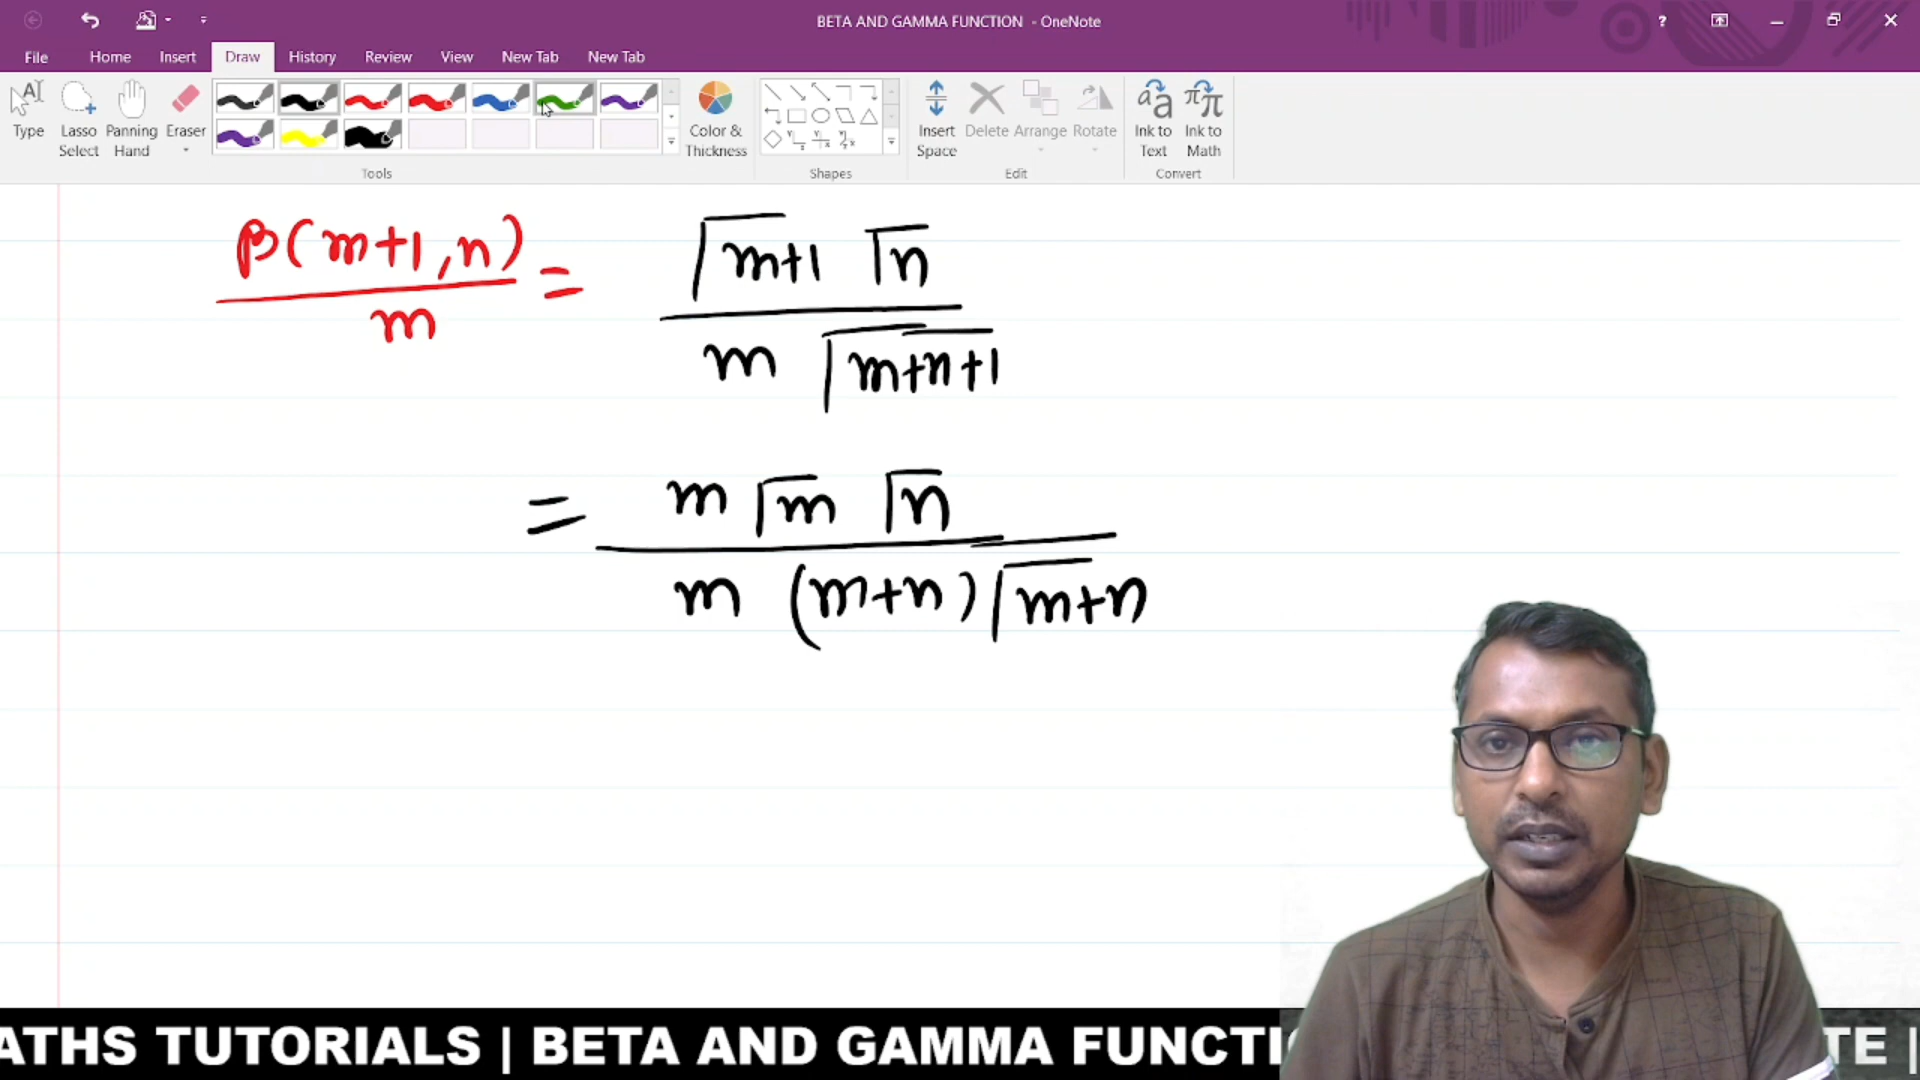 BETA AND GAMMA FUNCTION - OneNote
?
File Home Insert Draw History Review View New Tab New Tab
Type Lasso Select Panning Hand Eraser Color & Thickness Insert Space Delete Arrange Rotate Ink to Text Ink to Math
Tools Shapes Edit Convert
β(m+1,n) / m = Γm+1 Γn / m Γm+n+1
= m Γm Γn / m (m+n) Γm+n
ATHS TUTORIALS | BETA AND GAMMA FUNCTI TE |